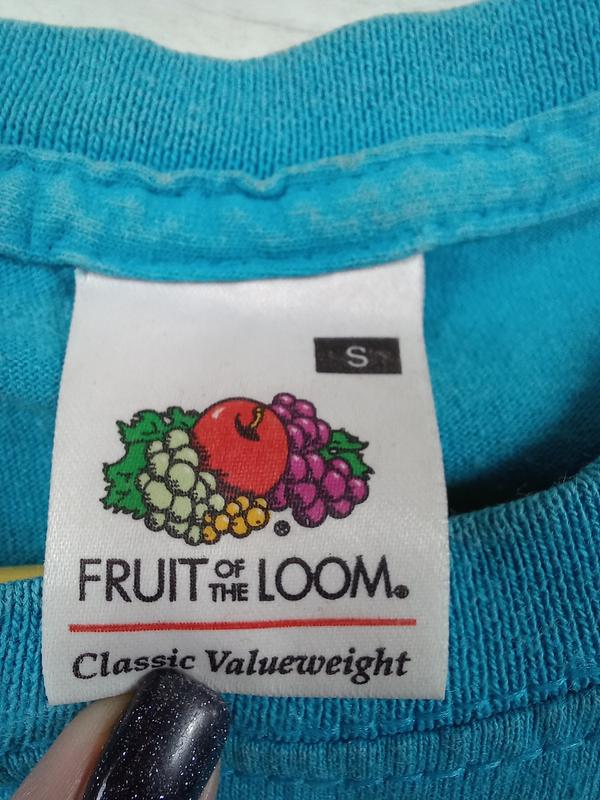 S
®
FRUIT OF THE LOOM®
Classic Valueweight